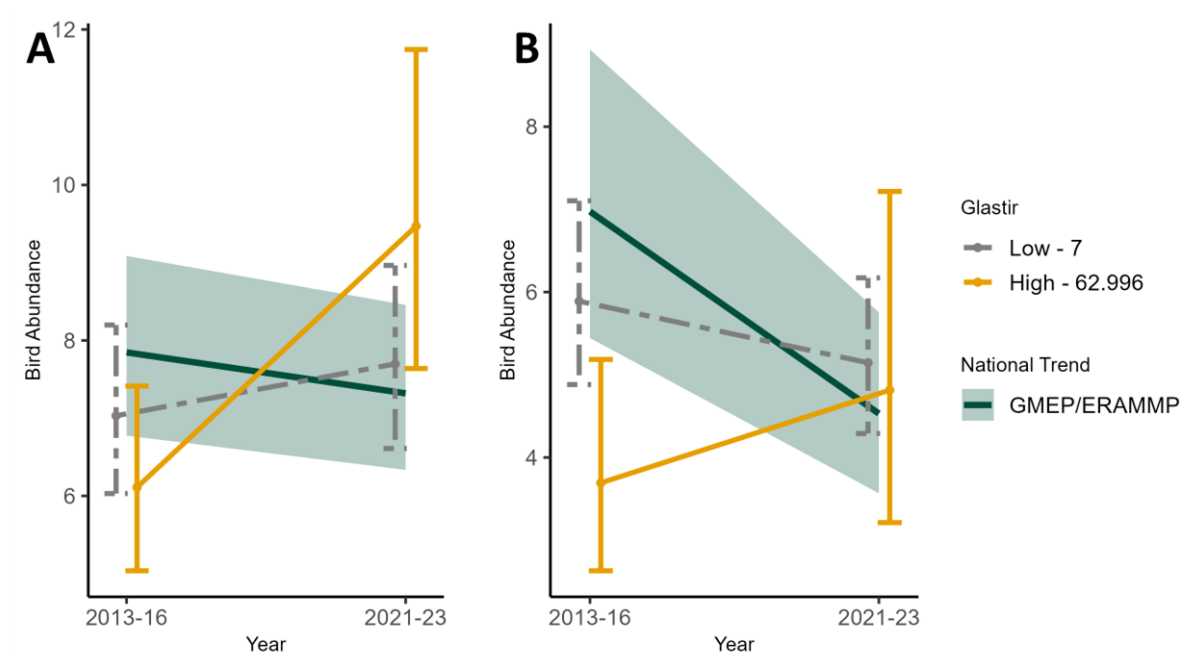 A
12
10
8
6
Bird Abundance
2013-16
2021-23
Year
B
8
6
4
Bird Abundance
2013-16
2021-23
Year
Glastir
Low - 7
High - 62.996
National Trend
GMEP/ERAMMP